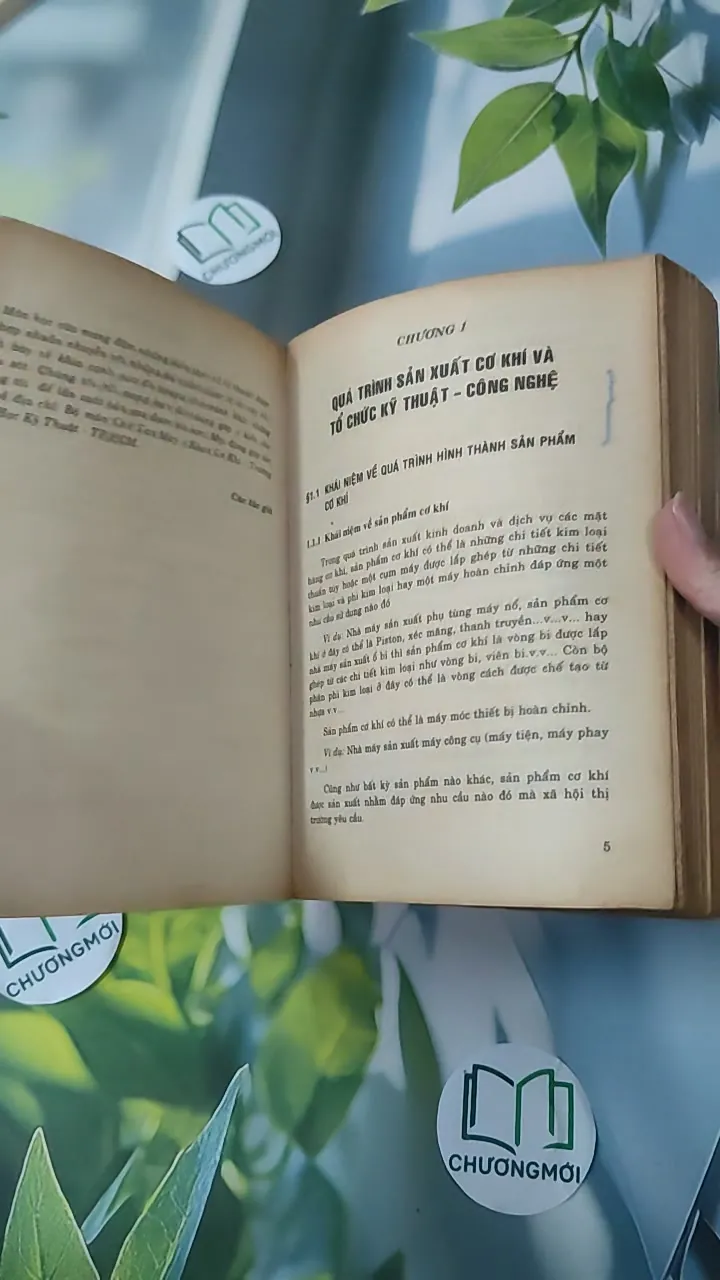 CHƯƠNGMỚI
Các tác giả
CHƯƠNG 1
QUÁ TRÌNH SẢN XUẤT CƠ KHÍ VÀ
TỔ CHỨC KỸ THUẬT – CÔNG NGHỆ
§1.1 KHÁI NIỆM VỀ QUÁ TRÌNH HÌNH THÀNH SẢN PHẨM
CƠ KHÍ
1.1.1 Khái niệm về sản phẩm cơ khí
Trong quá trình sản xuất kinh doanh và dịch vụ các mặt
hàng cơ khí, sản phẩm cơ khí có thể là những chi tiết kim loại
thuần túy hoặc một cụm máy được lắp ghép từ những chi tiết
kim loại và phi kim loại hay một máy hoàn chỉnh đáp ứng một
nhu cầu sử dụng nào đó
Ví dụ: Nhà máy sản xuất phụ tùng máy nổ, sản phẩm cơ
khí ở đây có thể là Piston, xéc măng, thanh truyền...v...v... hay
nhà máy sản xuất ổ bi thì sản phẩm cơ khí là vòng bi được lắp
ghép từ các chi tiết kim loại như vòng bi, viên bi.v.v... Còn bộ
phận phi kim loại ở đây có thể là vòng cách được chế tạo từ
nhựa v.v...
Sản phẩm cơ khí có thể là máy móc thiết bị hoàn chỉnh.
Ví dụ: Nhà máy sản xuất máy công cụ (máy tiện, máy phay
v.v...)
Cũng như bất kỳ sản phẩm nào khác, sản phẩm cơ khí
được sản xuất nhằm đáp ứng nhu cầu nào đó mà xã hội thị
trường yêu cầu.
5
CHƯƠNGMỚI
CHƯƠNGMỚI